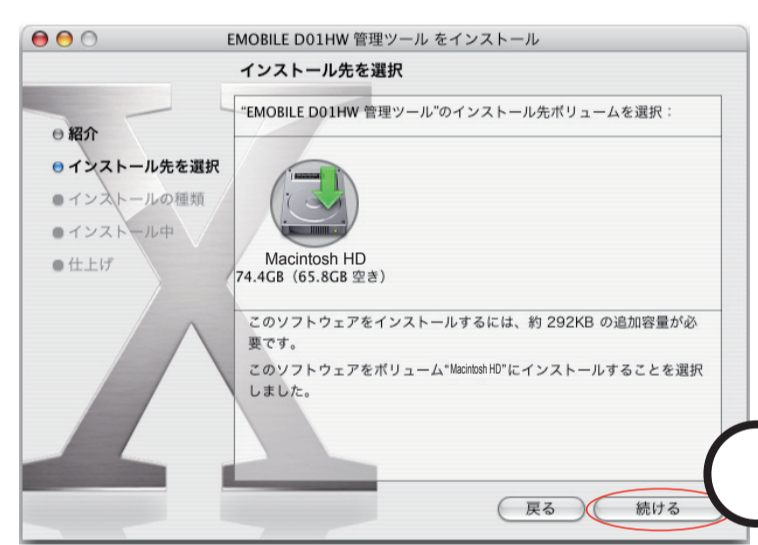 EMOBILE D01HW 管理ツール をインストール
インストール先を選択
紹介
インストール先を選択
インストールの種類
インストール中
仕上げ
"EMOBILE D01HW 管理ツール"のインストール先ボリュームを選択：
Macintosh HD
74.4GB（65.8GB 空き）
このソフトウェアをインストールするには、約 292KB の追加容量が必
要です。
このソフトウェアをボリューム"Macintosh HD"にインストールすることを選択
しました。
戻る
続ける